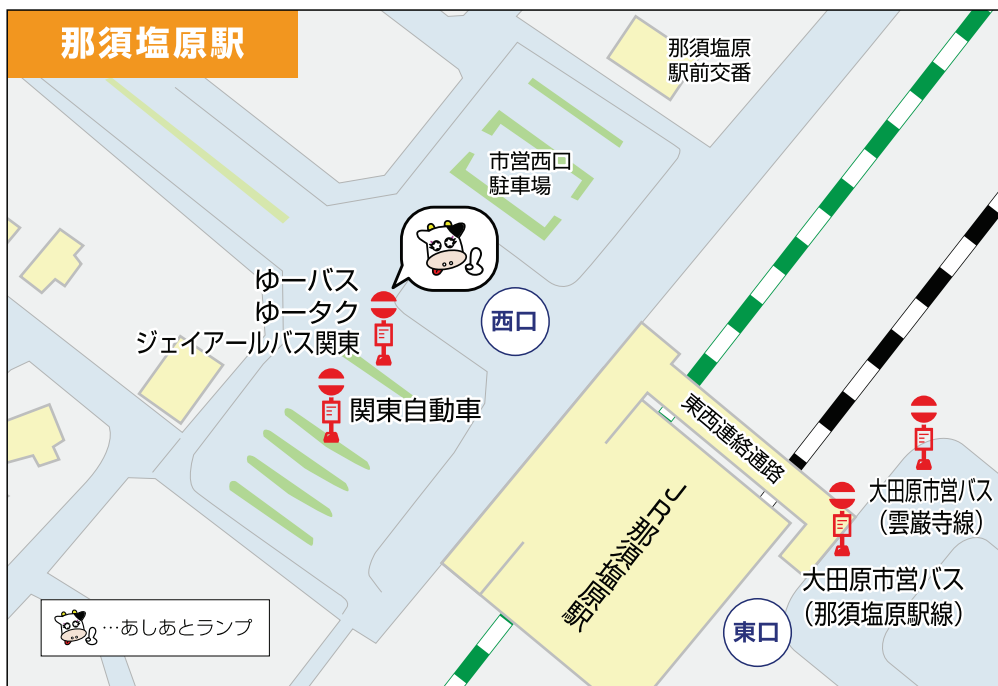 那須塩原駅
那須塩原
駅前交番
市営西口
駐車場
ゆーバス
ゆータク
ジェイアールバス関東
西口
関東自動車
東西連絡通路
JR那須塩原駅
大田原市営バス
（雲巌寺線）
大田原市営バス
（那須塩原駅線）
東口
…あしあとランプ